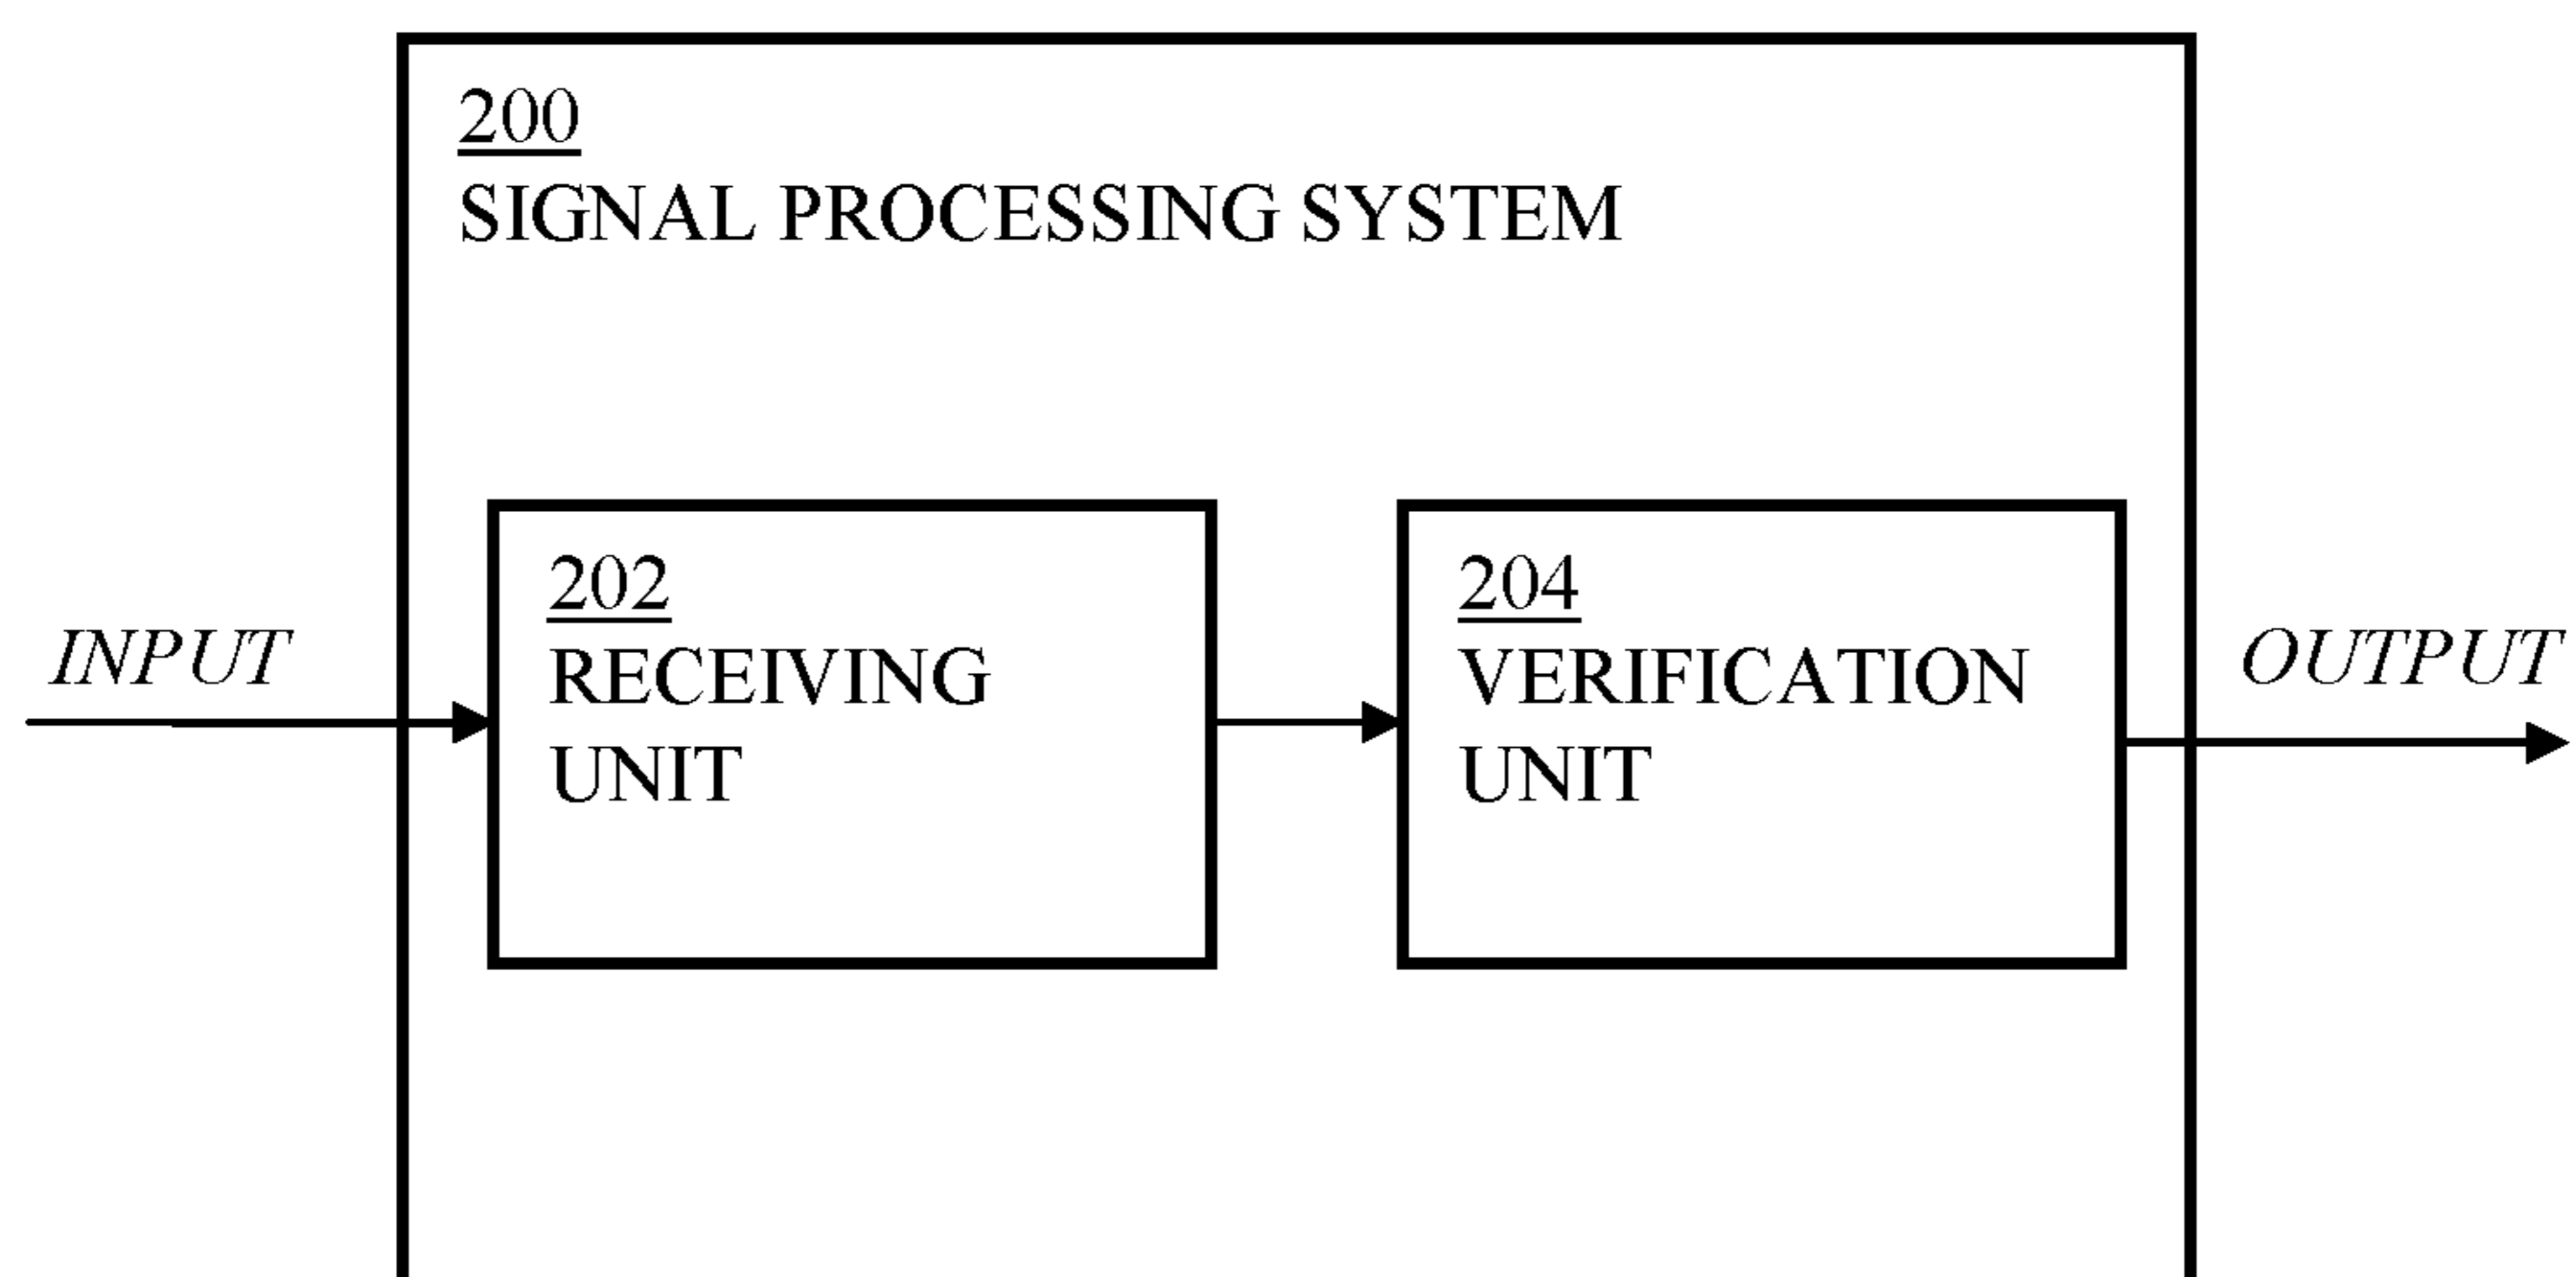 200
SIGNAL PROCESSING SYSTEM
INPUT
202
RECEIVING
UNIT
204
VERIFICATION
UNIT
OUTPUT